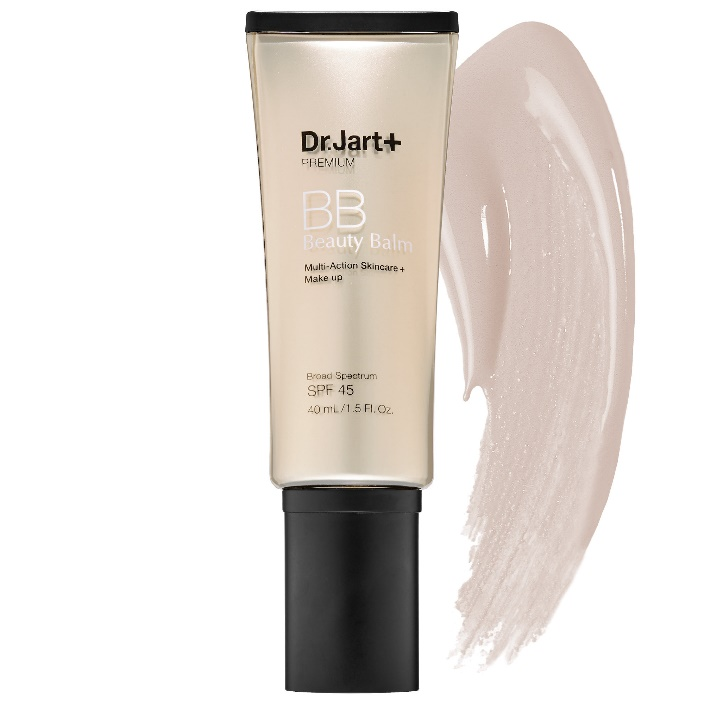 Dr.Jart+
PREMIUM
BB
Beauty Balm
Multi-Action Skincare +
Make up
Broad Spectrum
SPF 45
40 mL/1.5 Fl. Oz.